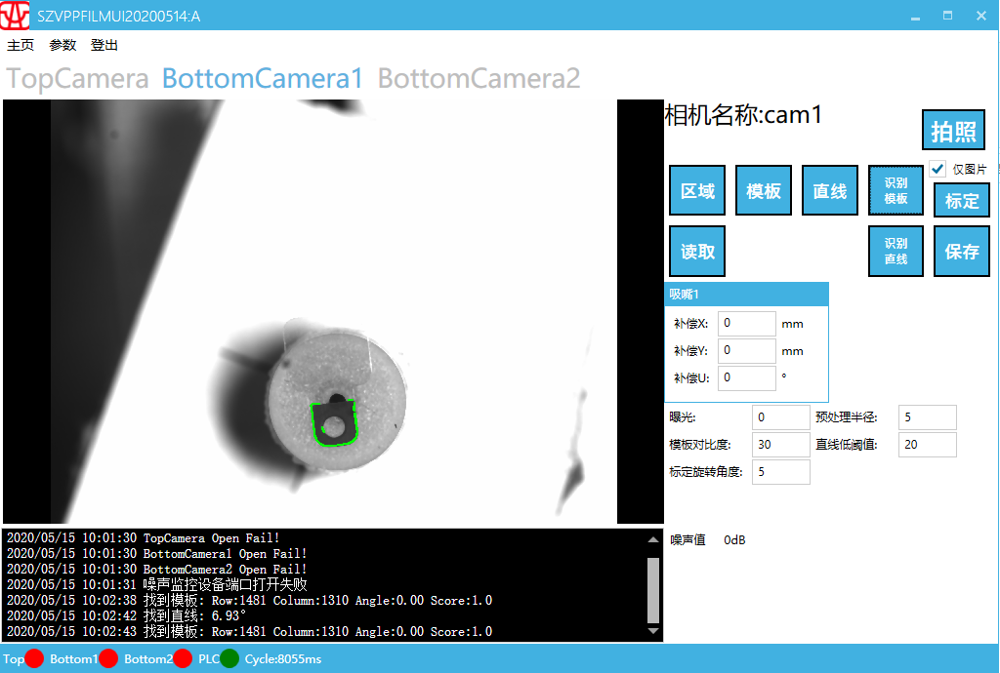 SZVPPFILMUI20200514:A
主页 参数 登出
TopCamera BottomCamera1 BottomCamera2
相机名称:cam1
拍照
仅图片
区域 模板 直线 识别模板 标定
读取 识别直线 保存
吸嘴1
补偿X: 0 mm
补偿Y: 0 mm
补偿U: 0 °
曝光: 0 预处理半径: 5
模板对比度: 30 直线低阈值: 20
标定旋转角度: 5
噪声值 0dB
2020/05/15 10:01:30 TopCamera Open Fail!
2020/05/15 10:01:30 BottomCamera1 Open Fail!
2020/05/15 10:01:30 BottomCamera2 Open Fail!
2020/05/15 10:01:31 噪声监控设备端口打开失败
2020/05/15 10:02:38 找到模板: Row:1481 Column:1310 Angle:0.00 Score:1.0
2020/05/15 10:02:42 找到直线: 6.93°
2020/05/15 10:02:43 找到模板: Row:1481 Column:1310 Angle:0.00 Score:1.0
Top Bottom1 Bottom2 PLC Cycle:8055ms